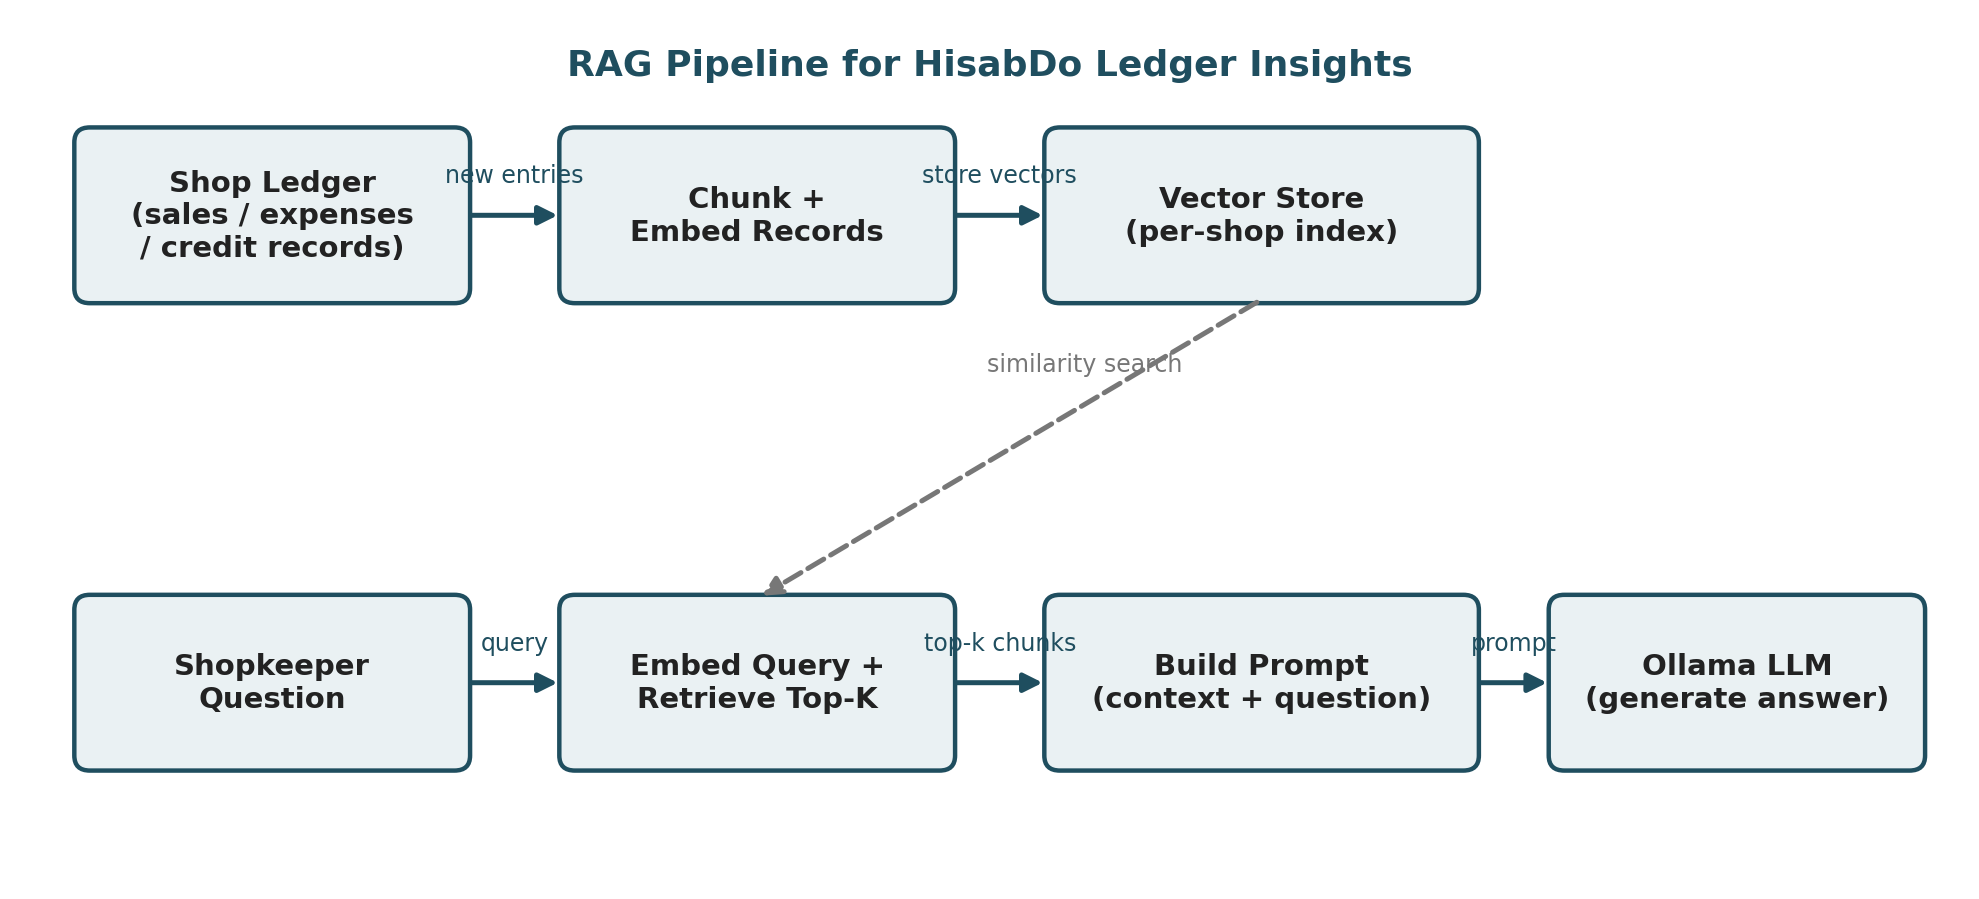 RAG Pipeline for HisabDo Ledger Insights
Shop Ledger
(sales / expenses
/ credit records)
new entries
Chunk +
Embed Records
store vectors
Vector Store
(per-shop index)
similarity search
Shopkeeper
Question
query
Embed Query +
Retrieve Top-K
top-k chunks
Build Prompt
(context + question)
prompt
Ollama LLM
(generate answer)